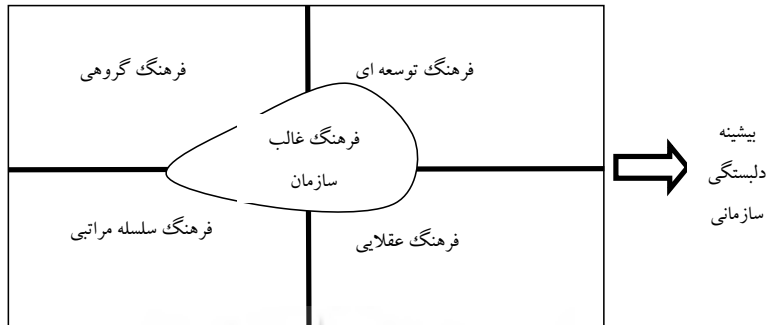 فرهنگ توسعه ای
فرهنگ گروهی
فرهنگ غالب
سازمان
فرهنگ عقلایی
فرهنگ سلسله مراتبی
بیشینه
دلبستگی
سازمانی